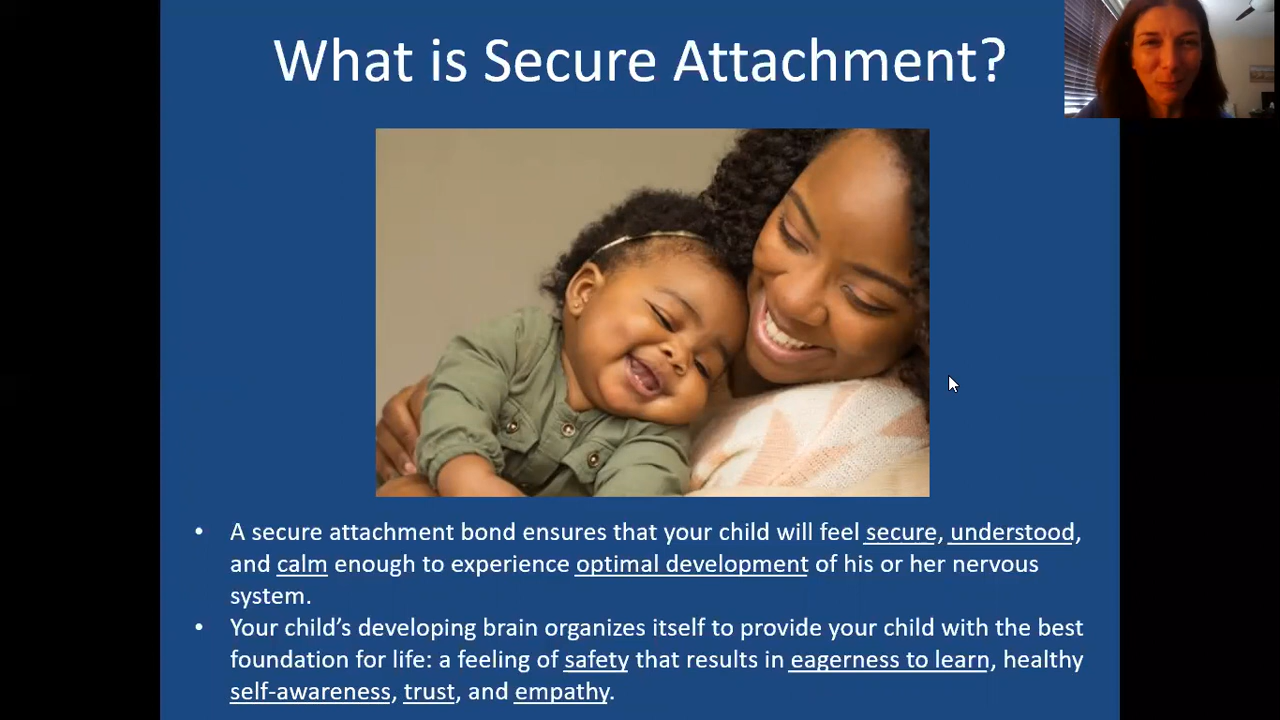 What is Secure Attachment?
• A secure attachment bond ensures that your child will feel secure, understood,
and calm enough to experience optimal development of his or her nervous
system.
• Your child’s developing brain organizes itself to provide your child with the best
foundation for life: a feeling of safety that results in eagerness to learn, healthy
self-awareness, trust, and empathy.